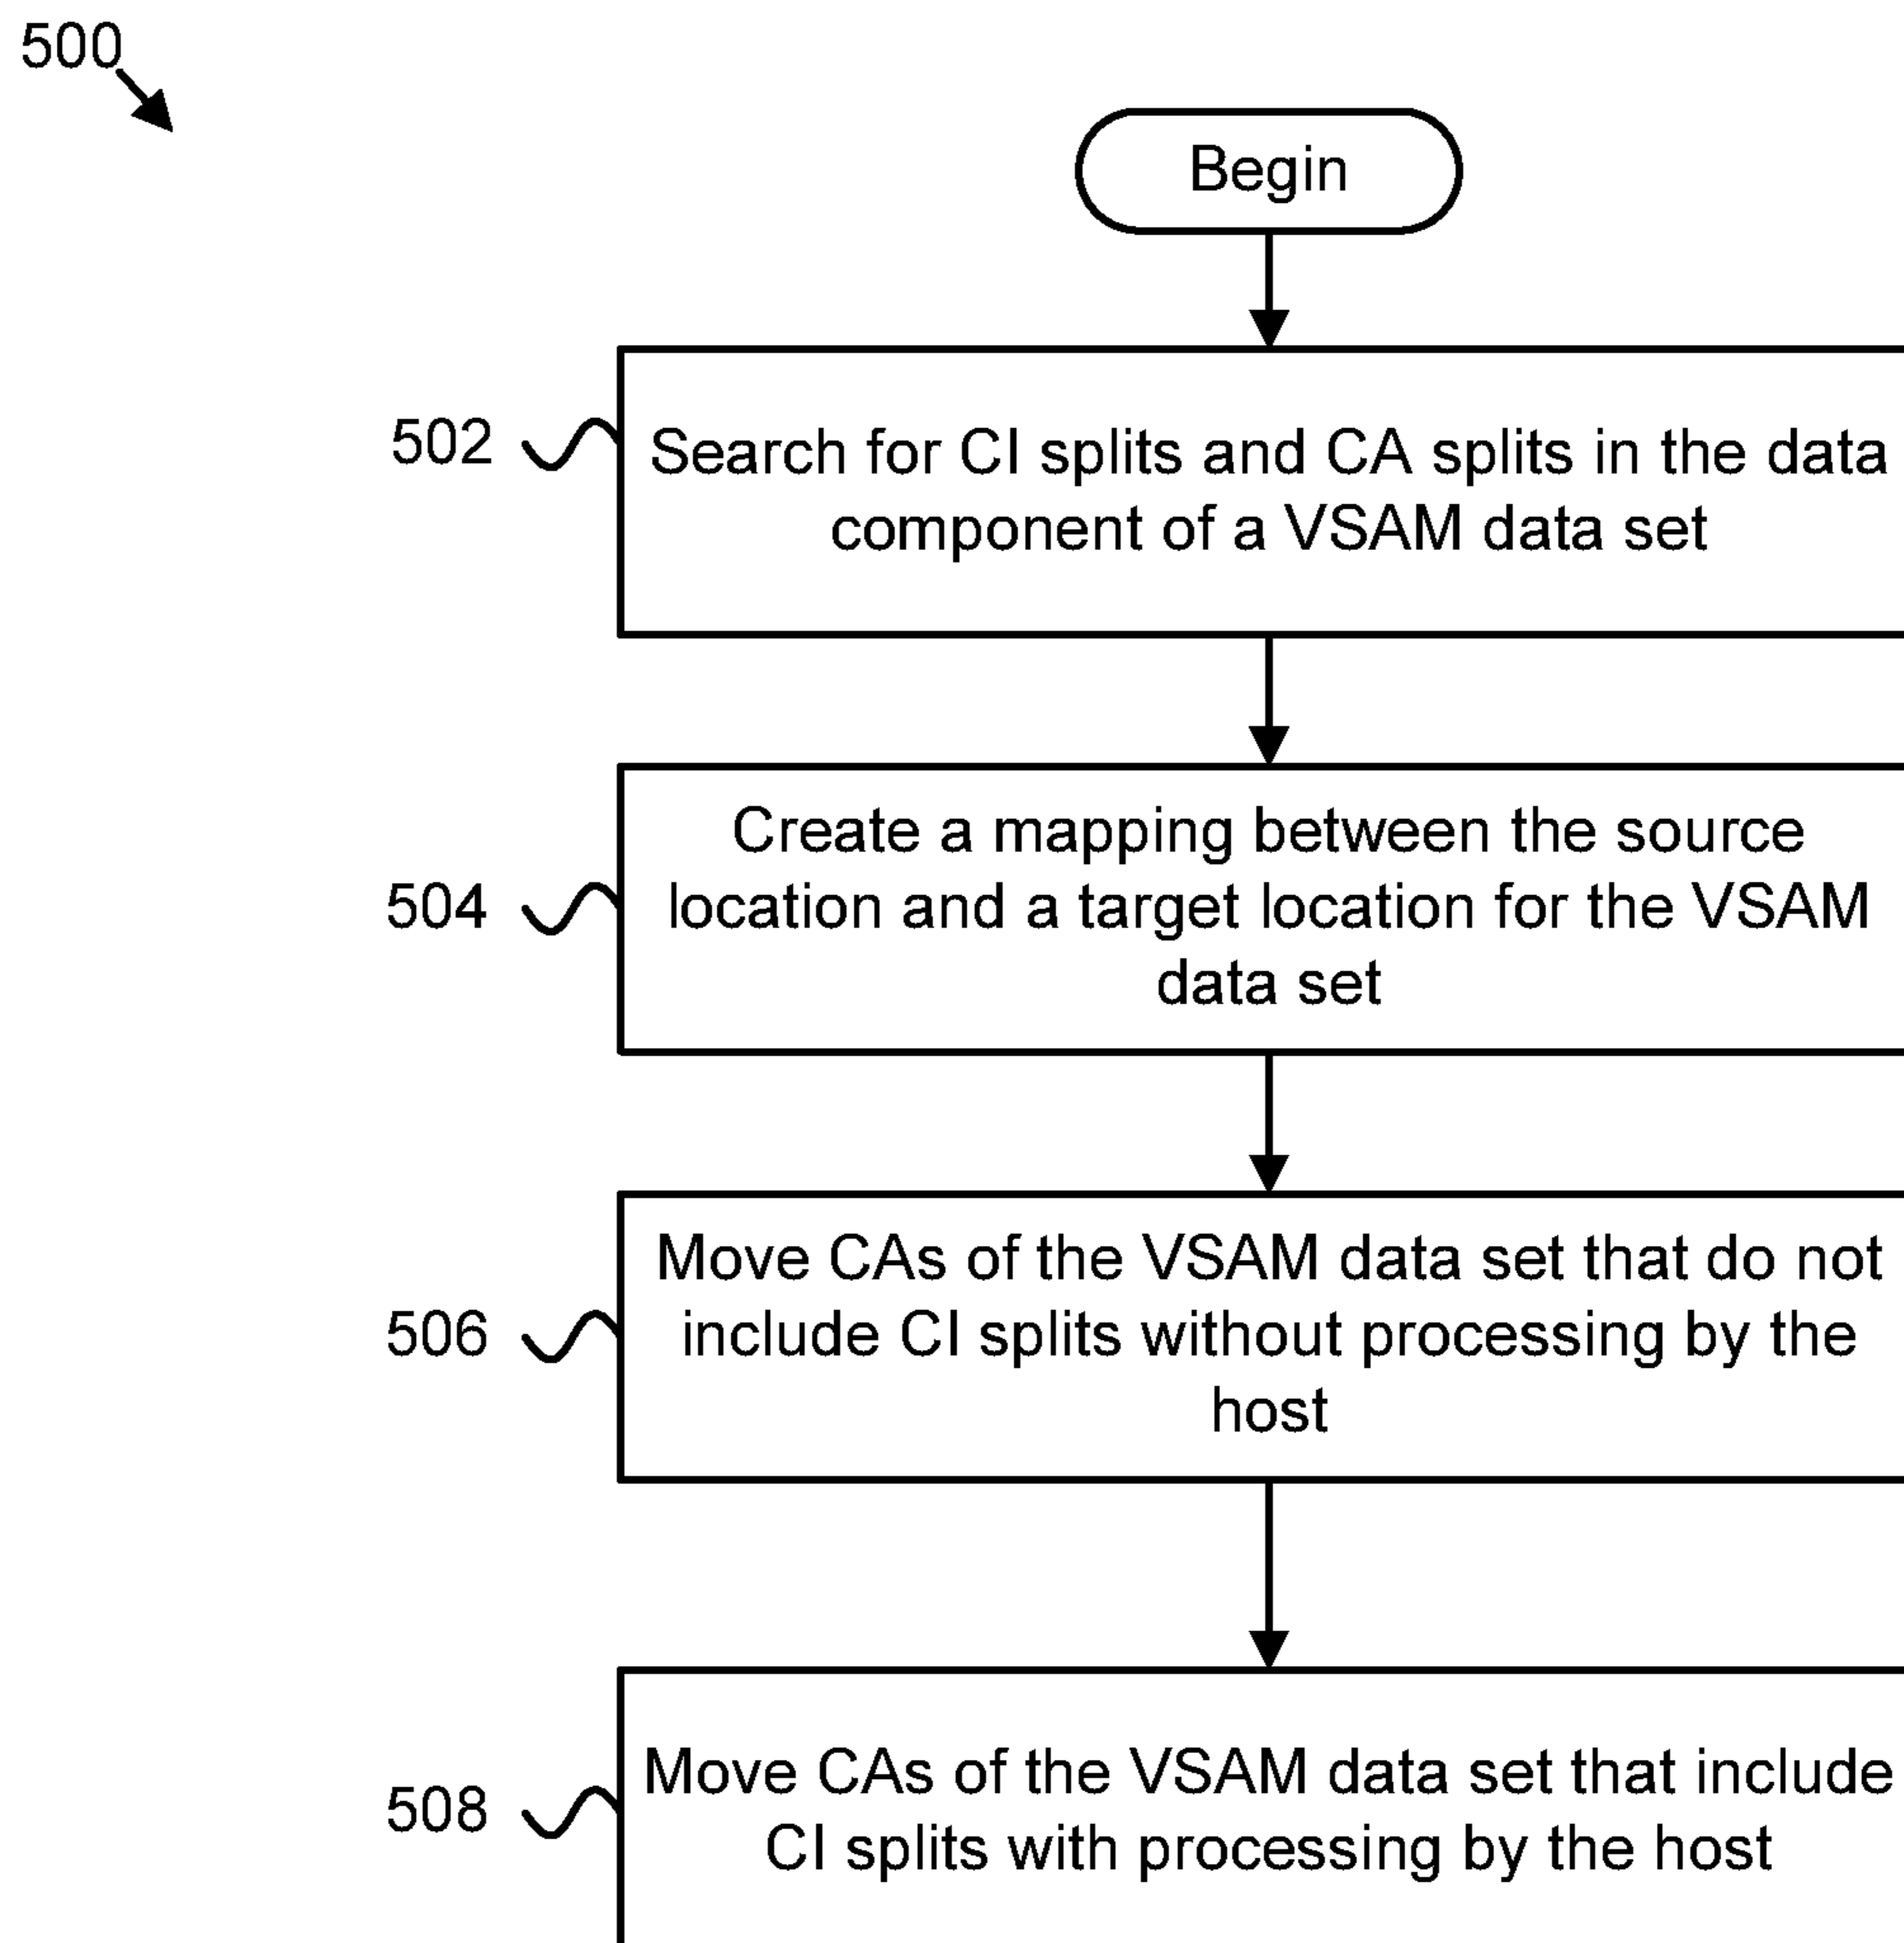 500
Begin
502
Search for CI splits and CA splits in the data
component of a VSAM data set
504
Create a mapping between the source
location and a target location for the VSAM
data set
506
Move CAs of the VSAM data set that do not
include CI splits without processing by the
host
508
Move CAs of the VSAM data set that include
CI splits with processing by the host